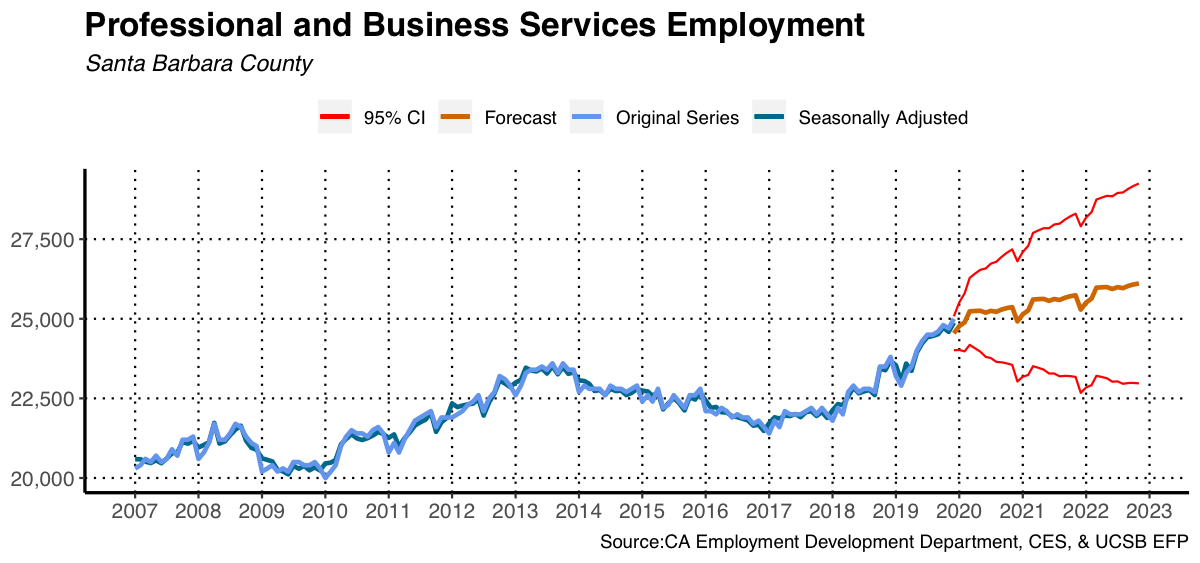 Professional and Business Services Employment
Santa Barbara County
95% CI Forecast Original Series Seasonally Adjusted
27,500
25,000
22,500
20,000
2007 2008 2009 2010 2011 2012 2013 2014 2015 2016 2017 2018 2019 2020 2021 2022 2023
Source:CA Employment Development Department, CES, & UCSB EFP